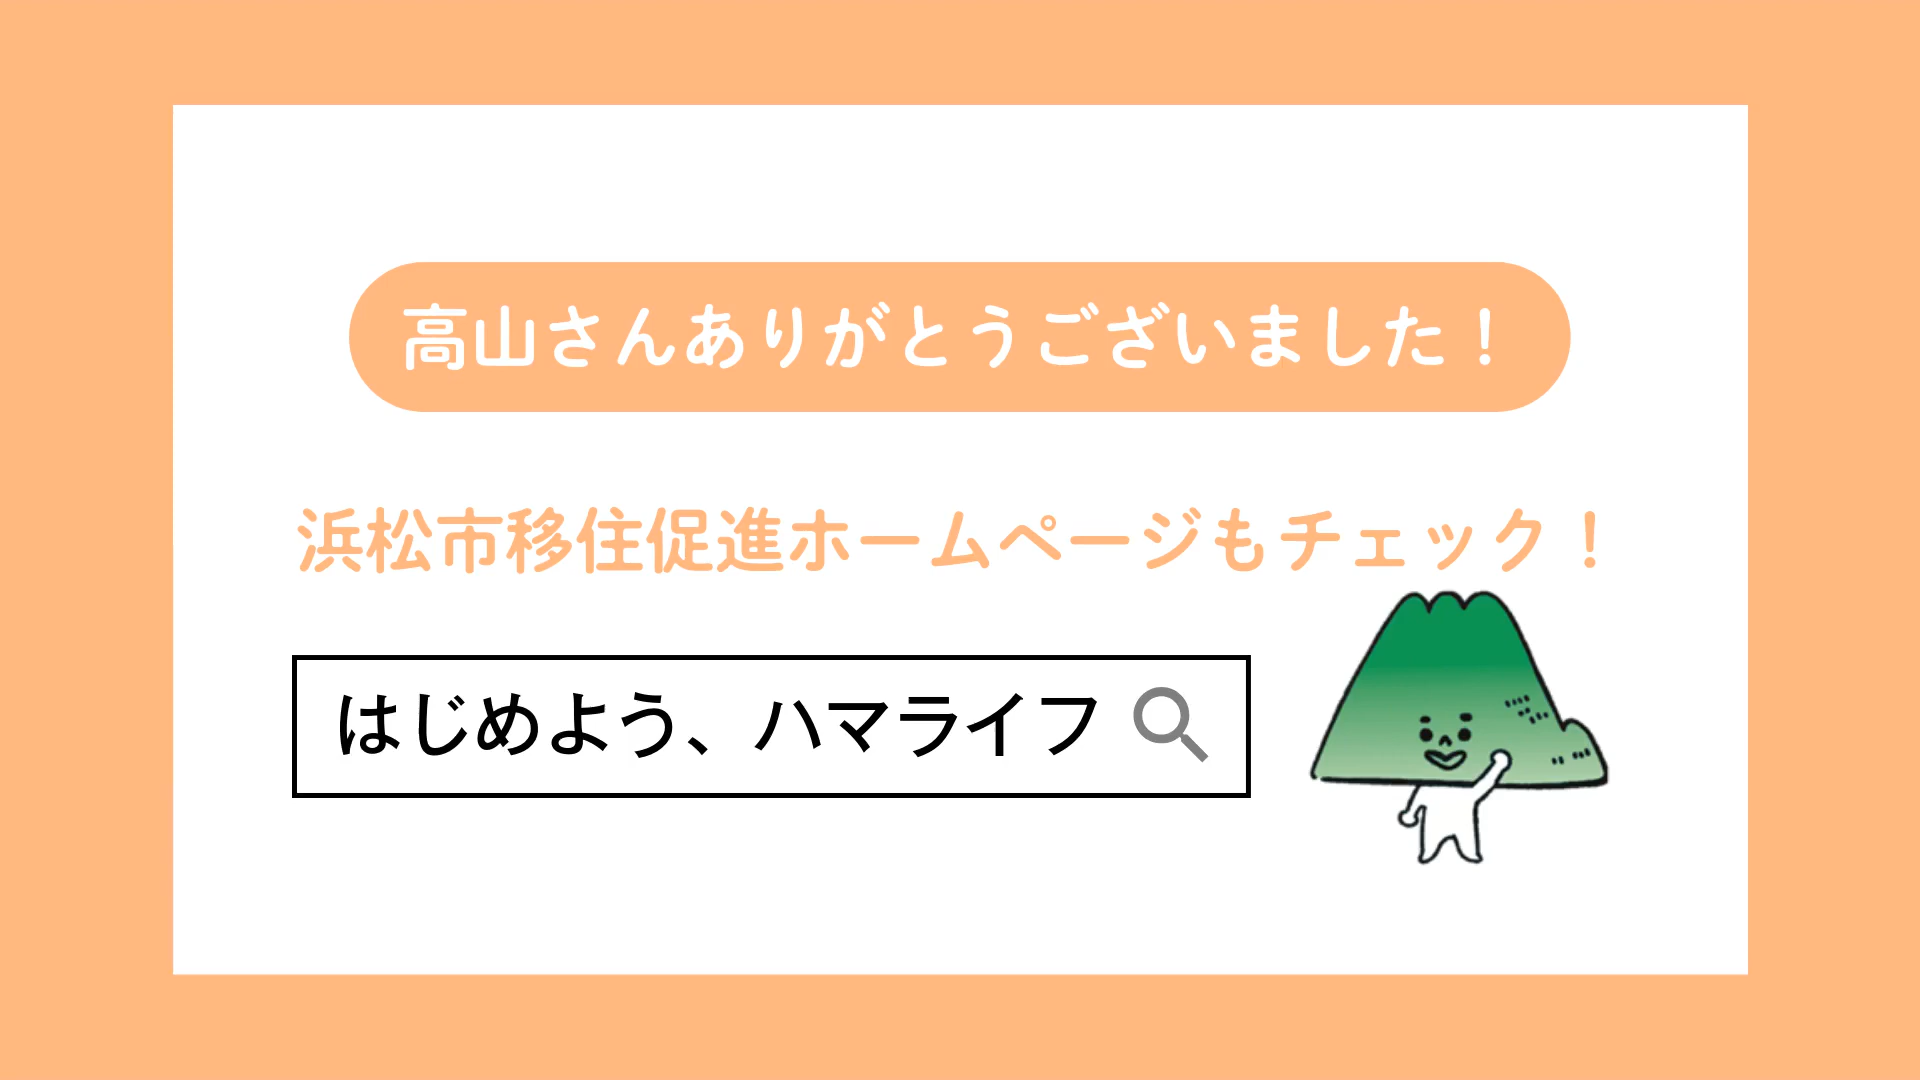 高山さんありがとうございました！
浜松市移住促進ホームページもチェック！
はじめよう、ハマライフ